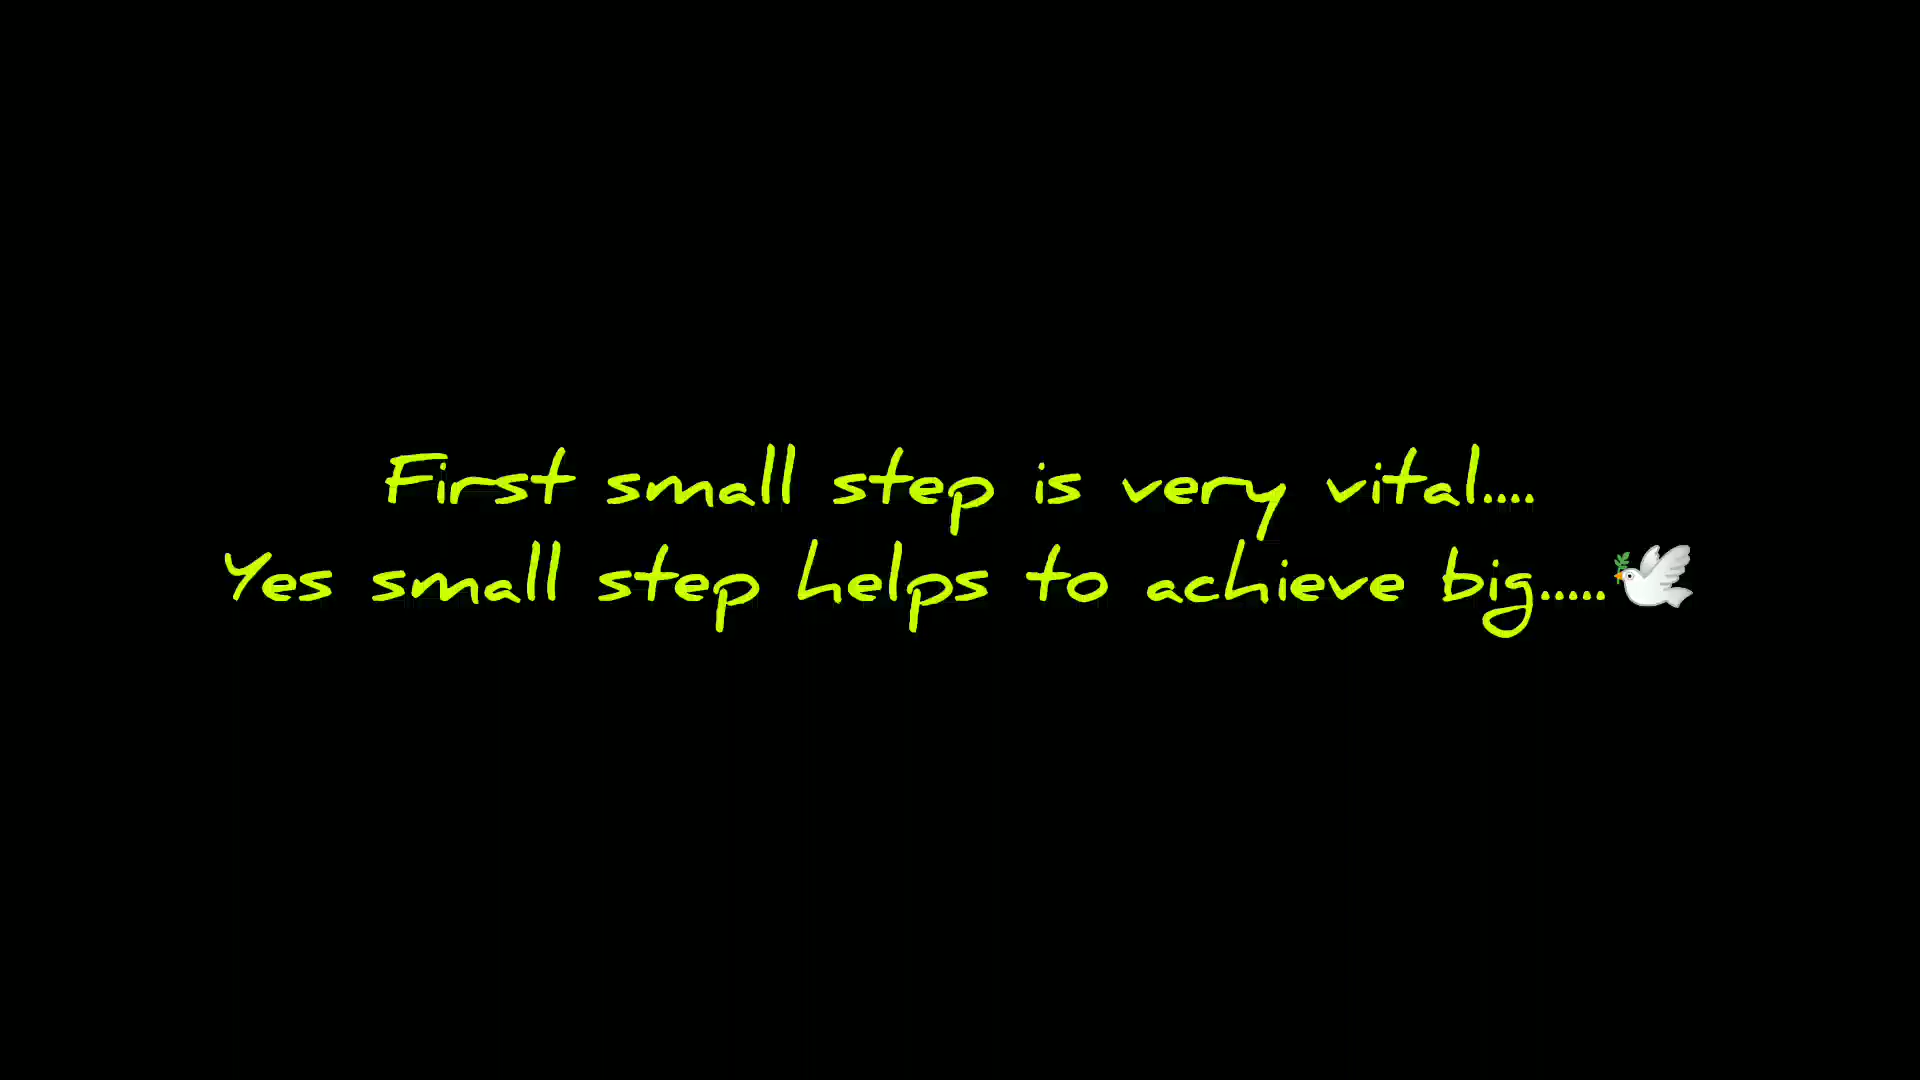 First small step is very vital....
Yes small step helps to achieve big.....🕊️